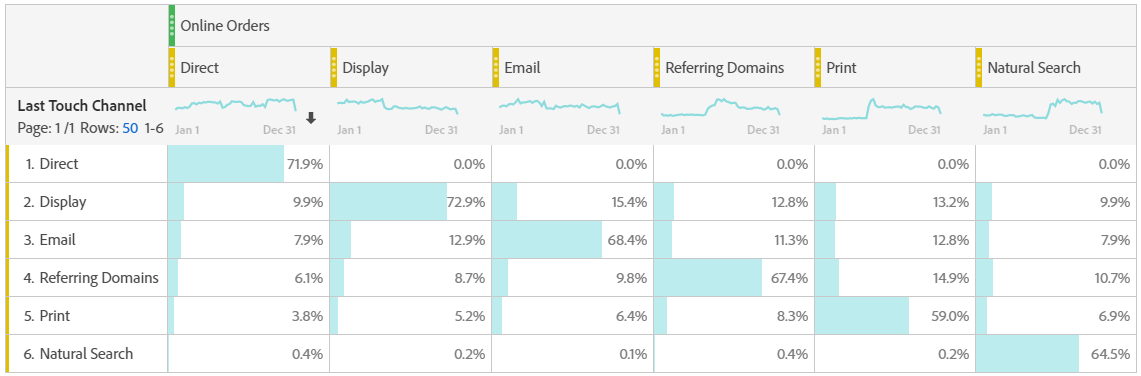 Online Orders
Direct Display Email Referring Domains Print Natural Search
Last Touch Channel
Page: 1 /1 Rows: 50 1-6 Jan 1 Dec 31 Jan 1 Dec 31 Jan 1 Dec 31 Jan 1 Dec 31 Jan 1 Dec 31 Jan 1 Dec 31
1. Direct 71.9% 0.0% 0.0% 0.0% 0.0% 0.0%
2. Display 9.9% 72.9% 15.4% 12.8% 13.2% 9.9%
3. Email 7.9% 12.9% 68.4% 11.3% 12.8% 7.9%
4. Referring Domains 6.1% 8.7% 9.8% 67.4% 14.9% 10.7%
5. Print 3.8% 5.2% 6.4% 8.3% 59.0% 6.9%
6. Natural Search 0.4% 0.2% 0.1% 0.4% 0.2% 64.5%